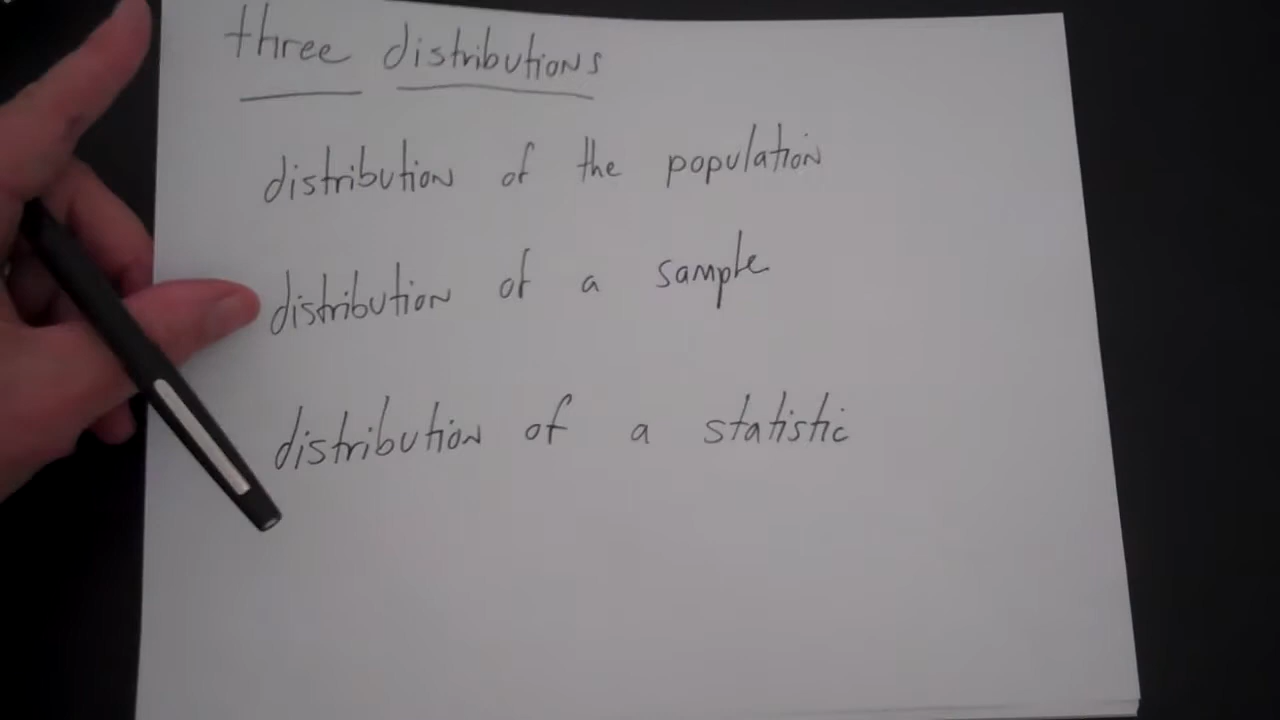 three distributions
distribution of the population
distribution of a sample
distribution of a statistic